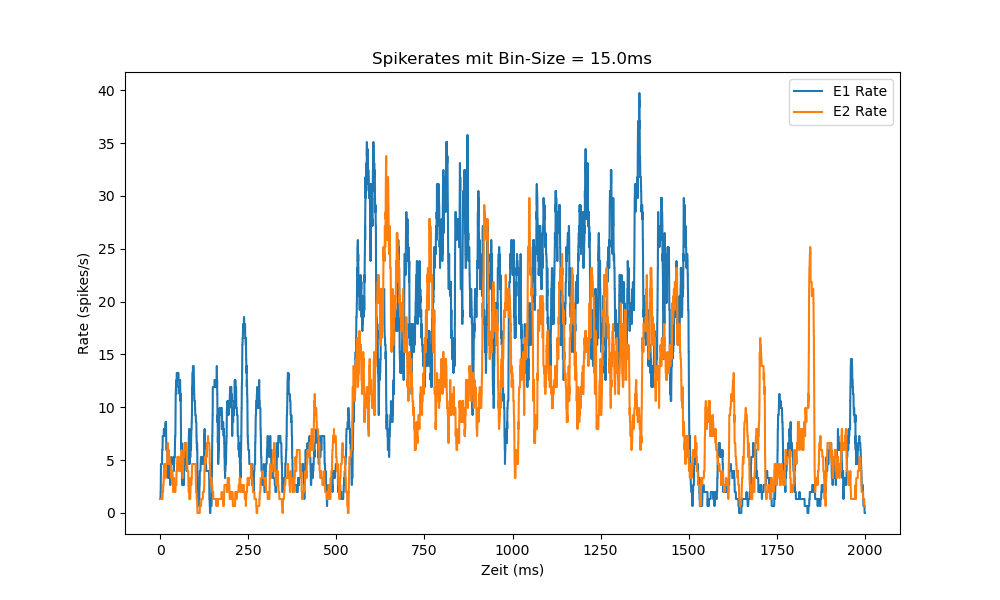 Spikerates mit Bin-Size = 15.0ms
E1 Rate
E2 Rate
Rate (spikes/s)
40
35
30
25
20
15
10
5
0
0 250 500 750 1000 1250 1500 1750 2000
Zeit (ms)